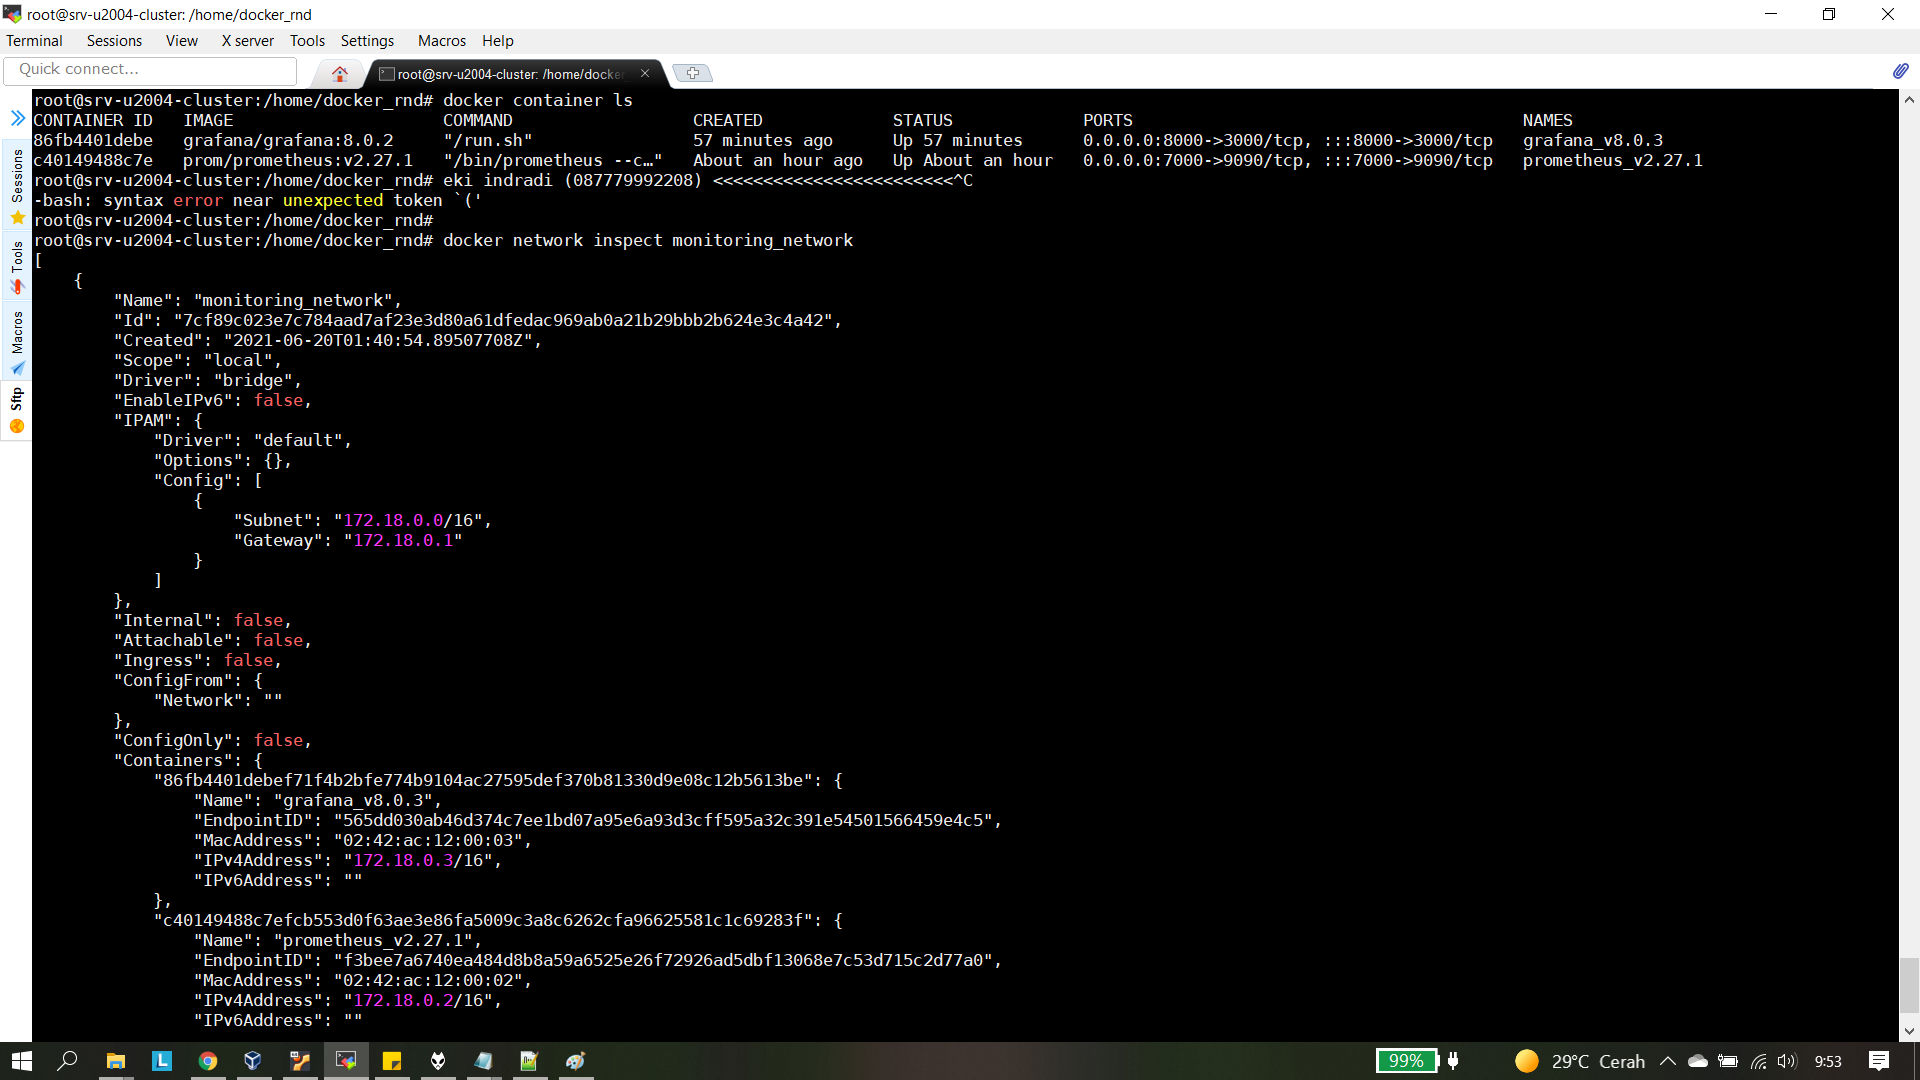 root@srv-u2004-cluster: /home/docker_rnd
Terminal Sessions View X server Tools Settings Macros Help
Quick connect... root@srv-u2004-cluster: /home/docke
root@srv-u2004-cluster:/home/docker_rnd# docker container ls
CONTAINER ID IMAGE COMMAND CREATED STATUS PORTS NAMES
86fb4401debe grafana/grafana:8.0.2 "/run.sh" 57 minutes ago Up 57 minutes 0.0.0.0:8000->3000/tcp, :::8000->3000/tcp grafana_v8.0.3
c40149488c7e prom/prometheus:v2.27.1 "/bin/prometheus --c…" About an hour ago Up About an hour 0.0.0.0:7000->9090/tcp, :::7000->9090/tcp prometheus_v2.27.1
root@srv-u2004-cluster:/home/docker_rnd# eki indradi (087779992208) <<<<<<<<<<<<<<<<<<<<<<<<^C
-bash: syntax error near unexpected token `('
root@srv-u2004-cluster:/home/docker_rnd#
root@srv-u2004-cluster:/home/docker_rnd# docker network inspect monitoring_network
[
{
"Name": "monitoring_network",
"Id": "7cf89c023e7c784aad7af23e3d80a61dfedac969ab0a21b29bbb2b624e3c4a42",
"Created": "2021-06-20T01:40:54.89507708Z",
"Scope": "local",
"Driver": "bridge",
"EnableIPv6": false,
"IPAM": {
"Driver": "default",
"Options": {},
"Config": [
{
"Subnet": "172.18.0.0/16",
"Gateway": "172.18.0.1"
}
]
},
"Internal": false,
"Attachable": false,
"Ingress": false,
"ConfigFrom": {
"Network": ""
},
"ConfigOnly": false,
"Containers": {
"86fb4401debef71f4b2bfe774b9104ac27595def370b81330d9e08c12b5613be": {
"Name": "grafana_v8.0.3",
"EndpointID": "565dd030ab46d374c7ee1bd07a95e6a93d3cff595a32c391e54501566459e4c5",
"MacAddress": "02:42:ac:12:00:03",
"IPv4Address": "172.18.0.3/16",
"IPv6Address": ""
},
"c40149488c7efcb553d0f63ae3e86fa5009c3a8c6262cfa96625581c1c69283f": {
"Name": "prometheus_v2.27.1",
"EndpointID": "f3bee7a6740ea484d8b8a59a6525e26f72926ad5dbf13068e7c53d715c2d77a0",
"MacAddress": "02:42:ac:12:00:02",
"IPv4Address": "172.18.0.2/16",
"IPv6Address": ""
Sessions
Tools
Macros
Sftp
L 99% 29°C Cerah 9:53